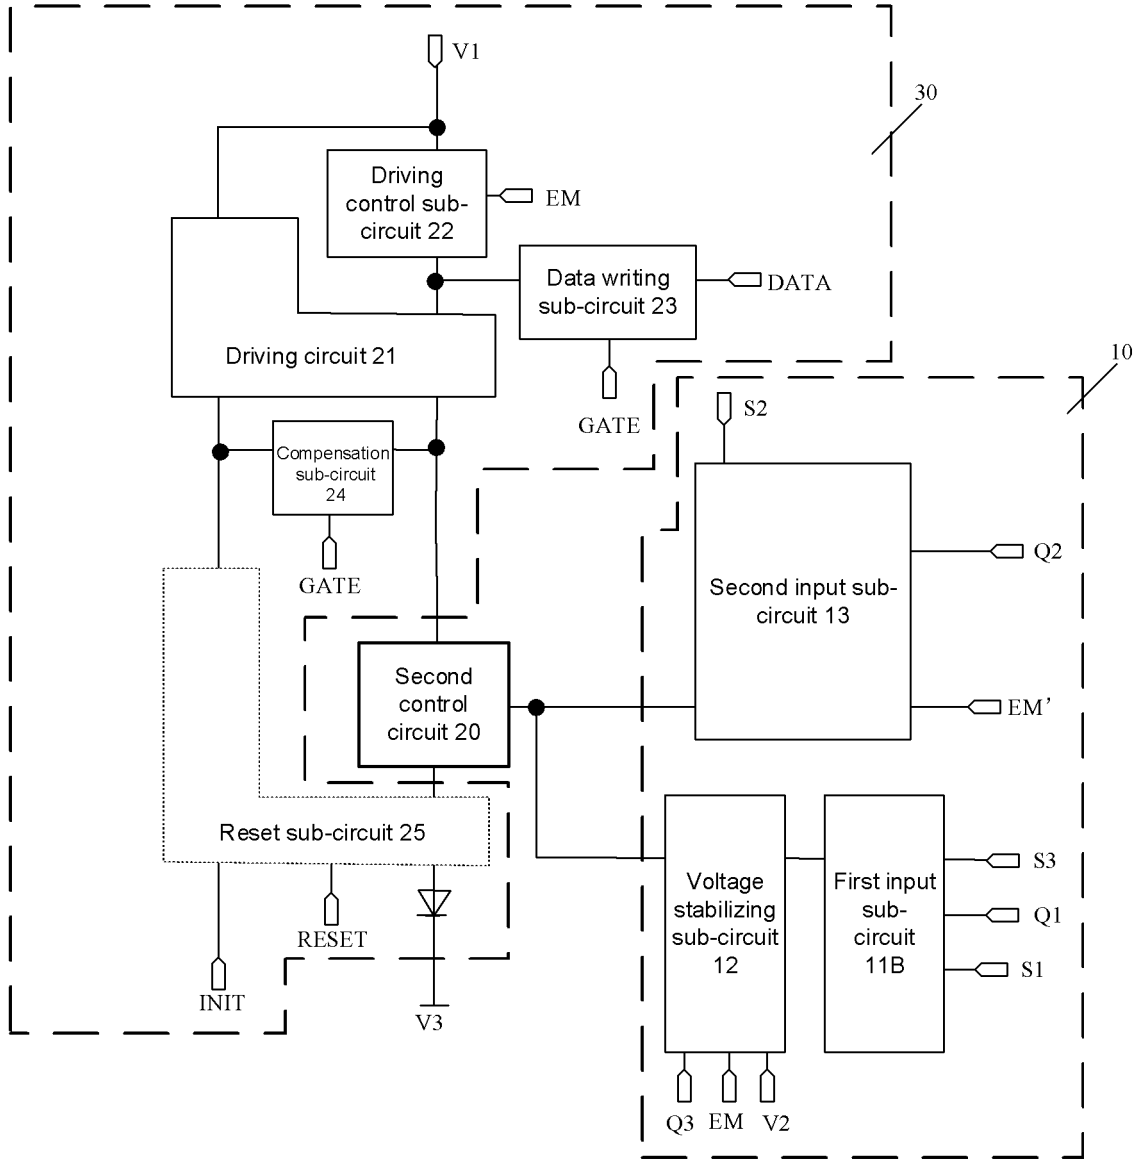 V1
30
Driving
control sub-
circuit 22
EM
Data writing
sub-circuit 23
DATA
Driving circuit 21
10
GATE
S2
Compensation
sub-circuit
24
GATE
Q2
Second input sub-
circuit 13
Second
control
circuit 20
EM'
Reset sub-circuit 25
Voltage
stabilizing
sub-circuit
12
First input
sub-
circuit
11B
S3
Q1
S1
RESET
INIT
V3
Q3
EM
V2